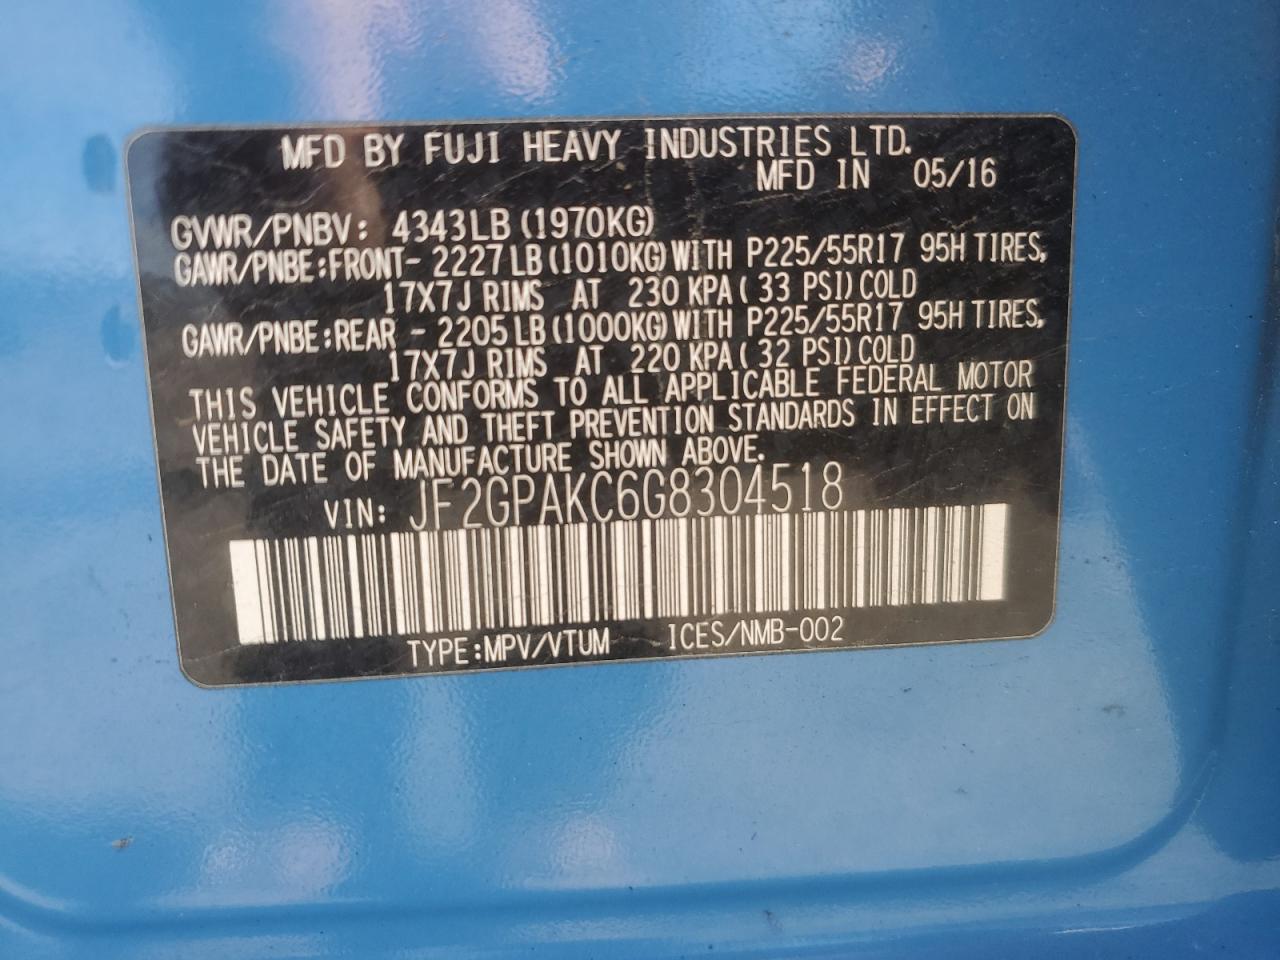 MFD BY FUJI HEAVY INDUSTRIES LTD.
MFD IN 05/16
GVWR/PNBV: 4343LB (1970KG)
GAWR/PNBE:FRONT- 2227LB (1010KG) WITH P225/55R17 95H TIRES,
17X7J RIMS AT 230 KPA ( 33 PSI) COLD
GAWR/PNBE:REAR - 2205LB (1000KG) WITH P225/55R17 95H TIRES,
17X7J RIMS AT 220 KPA ( 32 PSI) COLD
THIS VEHICLE CONFORMS TO ALL APPLICABLE FEDERAL MOTOR
VEHICLE SAFETY AND THEFT PREVENTION STANDARDS IN EFFECT ON
THE DATE OF MANUFACTURE SHOWN ABOVE.
VIN: JF2GPAKC6G8304518
TYPE:MPV/VTUM ICES/NMB-002